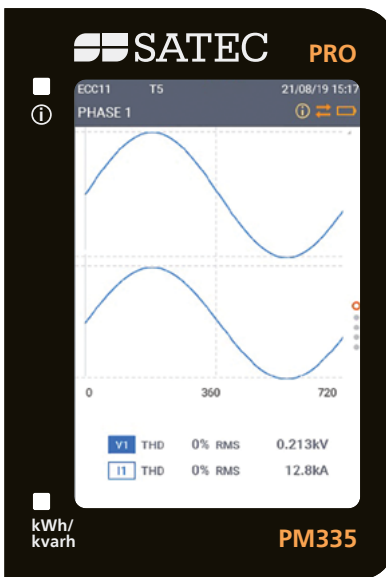 SATEC PRO
ECC11 T5 21/08/19 15:17
PHASE 1
0 360 720
V1 THD 0% RMS 0.213kV
I1 THD 0% RMS 12.8kA
kWh/
kvarh
PM335